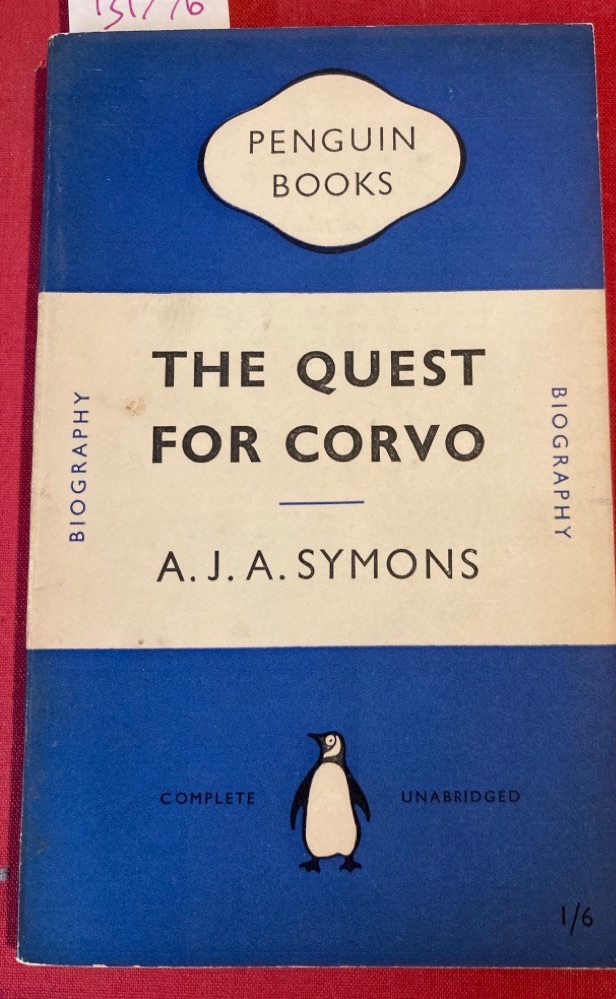 PENGUIN
BOOKS
THE QUEST
FOR CORVO
BIOGRAPHY
BIOGRAPHY
A. J. A. SYMONS
COMPLETE
UNABRIDGED
1/6